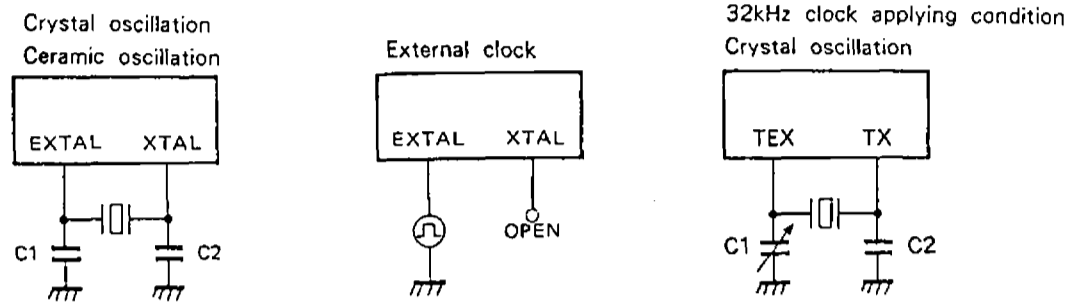 Crystal oscillation
Ceramic oscillation
EXTAL XTAL
C1 C2
External clock
EXTAL XTAL
OPEN
32kHz clock applying condition
Crystal oscillation
TEX TX
C1 C2